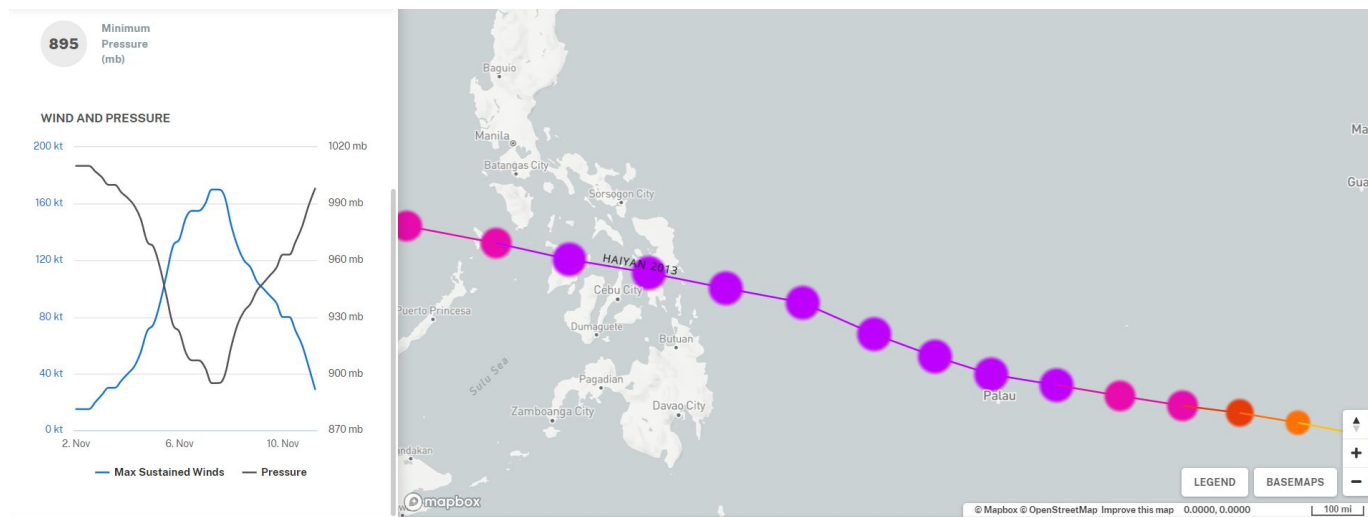 895
Minimum
Pressure
(mb)
WIND AND PRESSURE
200 kt
1020 mb
160 kt
990 mb
120 kt
960 mb
80 kt
930 mb
40 kt
900 mb
0 kt
870 mb
2. Nov
6. Nov
10. Nov
Max Sustained Winds
Pressure
Baguio
Manila
Batangas City
Sorsogon City
HAIYAN 2013
Cebu City
Puerto Princesa
Dumaguete
Butuan
Sulu Sea
Pagadian
Palau
Zamboanga City
Davao City
ndakan
Ma
Gua
LEGEND
BASEMAPS
mapbox
© Mapbox © OpenStreetMap Improve this map
0.0000, 0.0000
100 mi